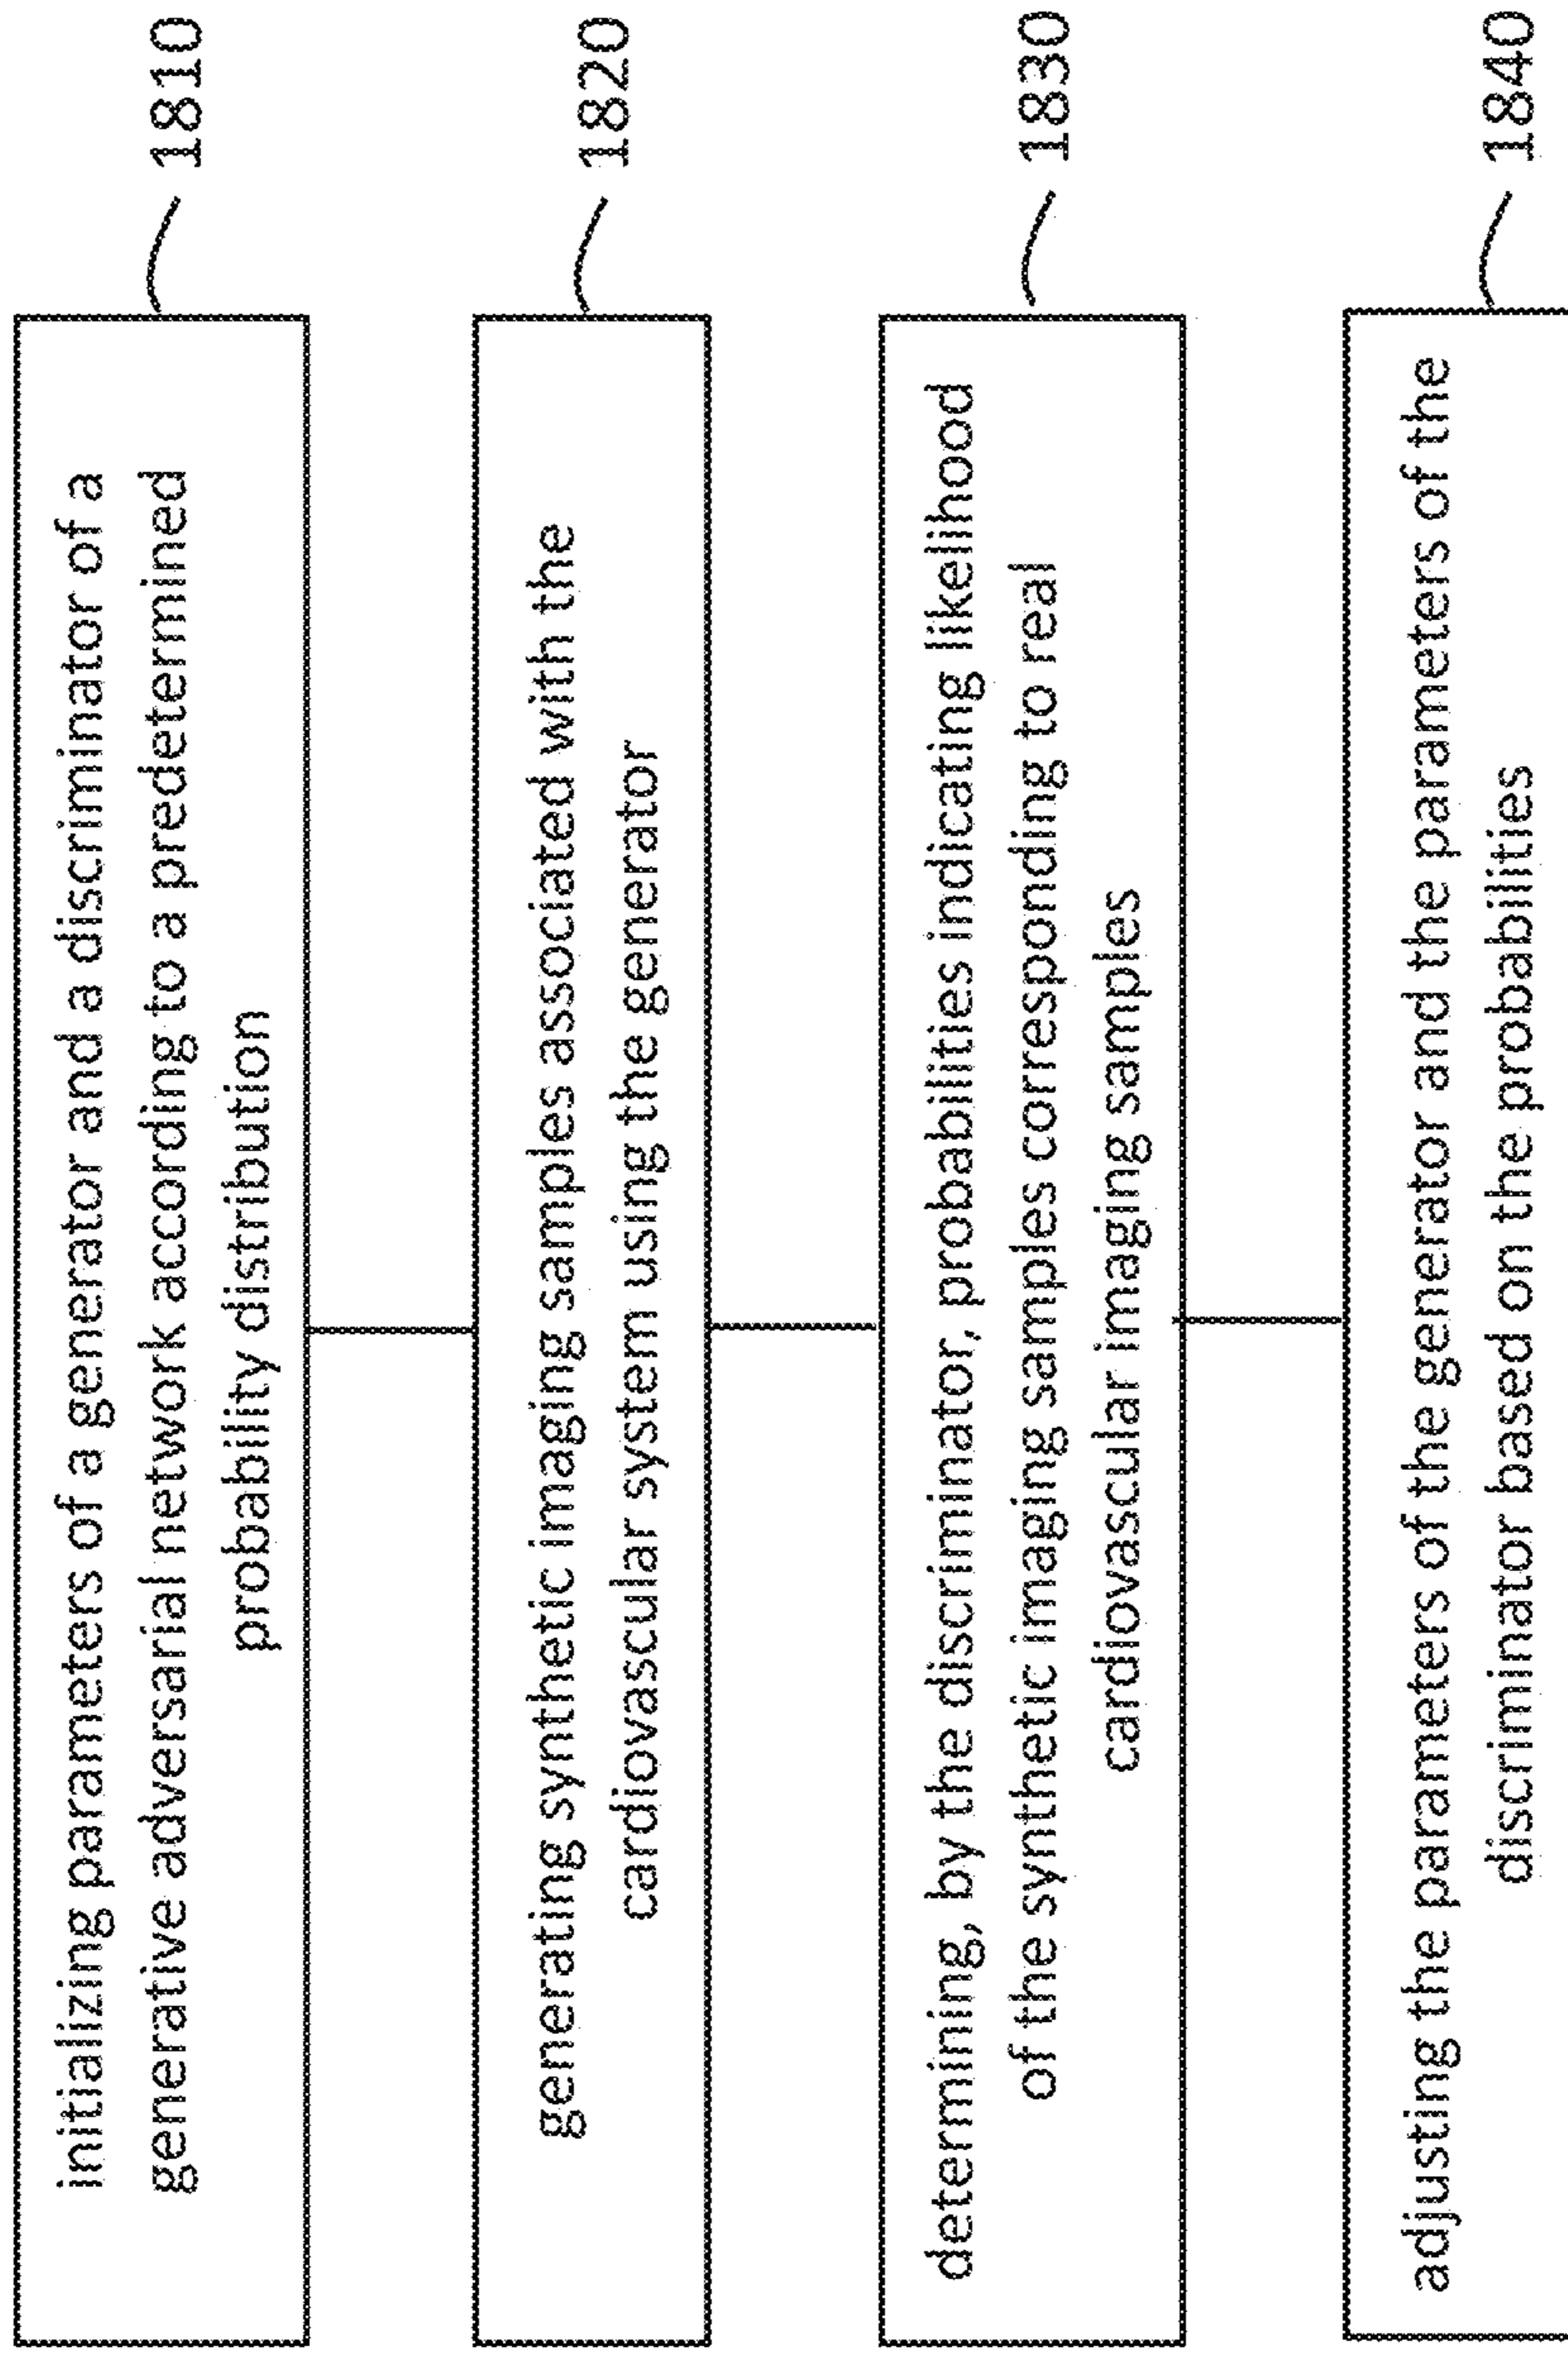 initializing parameters of a generator and a discriminator of a
generative adversarial network according to a predetermined
probability distribution
1810
generating synthetic imaging samples associated with the
cardiovascular system using the generator
1820
determining, by the discriminator, probabilities indicating likelihood
of the synthetic imaging samples corresponding to real
cardiovascular imaging samples
1830
adjusting the parameters of the generator and the parameters of the
discriminator based on the probabilities
1840